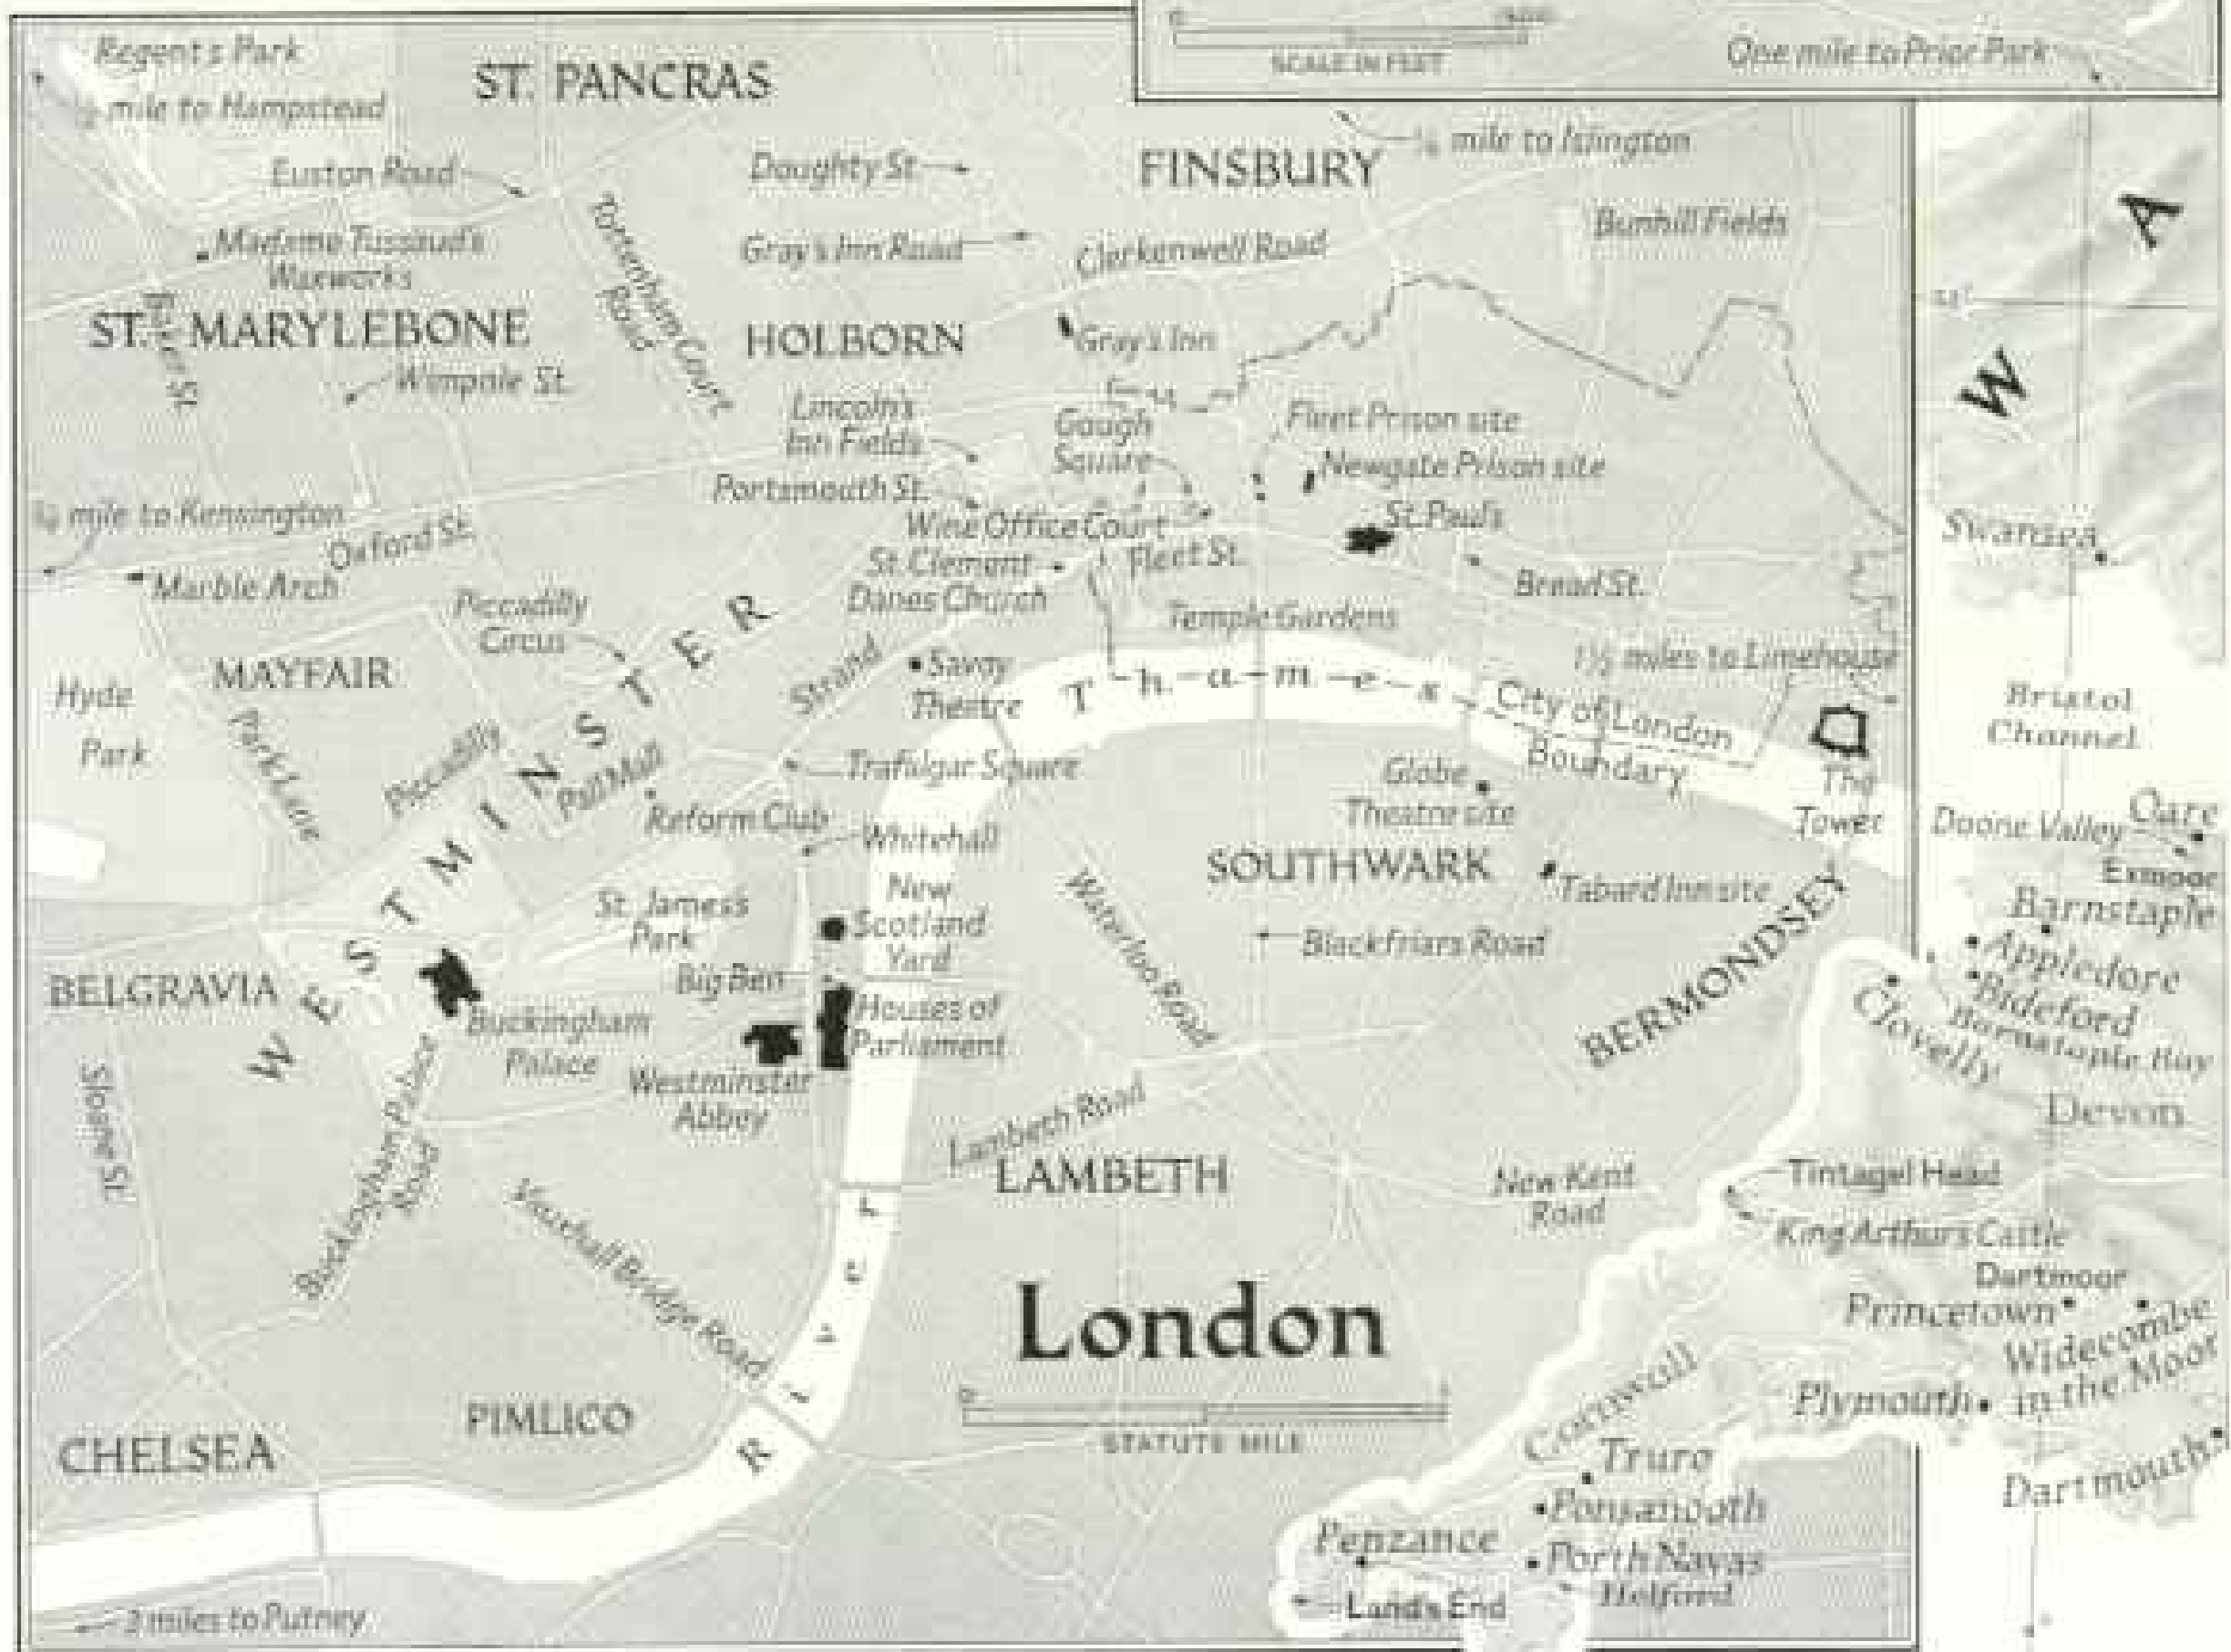 SCALE IN FEET
One mile to Prior Park
Regent's Park
½ mile to Hampstead
ST. PANCRAS
¼ mile to Islington
FINSBURY
Euston Road
Doughty St.
Bunhill Fields
Madame Tussaud's
Waxworks
Tottenham Court
Road
Gray's Inn Road
Clerkenwell Road
ST. MARYLEBONE
HOLBORN
Gray's Inn
Wimpole St.
Lincoln's
Inn Fields
Gough
Square
Fleet Prison site
Newgate Prison site
Portsmouth St.
mile to Kensington
Oxford St.
Wine Office Court
St. Paul's
St. Clement
Danes Church
Fleet St.
Marble Arch
Bread St.
Piccadilly
Circus
Temple Gardens
MAYFAIR
Strand
Savoy
Theatre
1½ miles to Limehouse
Hyde
Park
Park Lane
Piccadilly
Pall Mall
WESTMINSTER
River
Thames
City of London
Boundary
The
Tower
Trafalgar Square
Globe
Theatre site
Reform Club
Whitehall
SOUTHWARK
Tabard Inn site
St. James's
Park
New
Scotland
Yard
Waterloo Road
Blackfriars Road
BERMONDSEY
BELGRAVIA
Big Ben
Buckingham
Palace
Houses of
Parliament
Westminster
Abbey
Sloane St.
Buckingham Palace
Road
Lambeth Road
LAMBETH
Vauxhall Bridge Road
New Kent
Road
London
0 1
STATUTE MILE
PIMLICO
CHELSEA
2 miles to Putney
W A
Swansea
Bristol
Channel
Doone Valley
Oare
Exmoor
Barnstaple
Appledore
Bideford
Barnstaple Bay
Clovelly
Devon
Tintagel Head
King Arthur's Castle
Dartmoor
Princetown
Widecombe
in the Moor
Plymouth
Cornwall
Dartmouth
Truro
Ponsanooth
Penzance
Porth Navas
Helford
Land's End